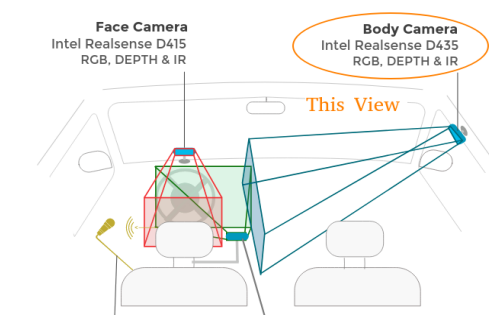 Face Camera
Intel Realsense D415
RGB, DEPTH & IR
Body Camera
Intel Realsense D435
RGB, DEPTH & IR
This View